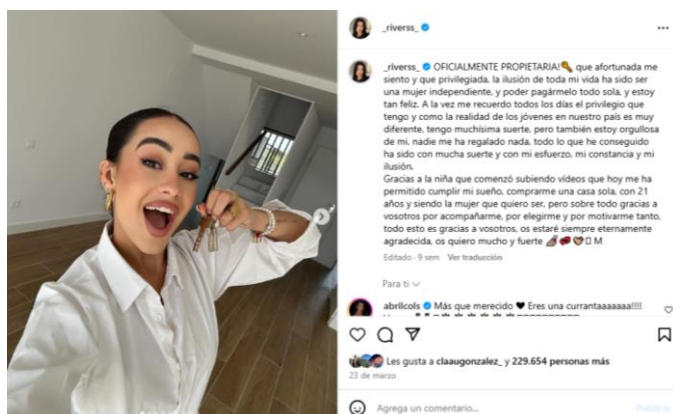 _riverss_
_riverss_ OFICIALMENTE PROPIETARIA!🔑 que afortunada me
siento y que privilegiada, la ilusión de toda mi vida ha sido ser
una mujer independiente, y poder pagármelo todo sola, y estoy
tan feliz. A la vez me recuerdo todos los días el privilegio que
tengo y como la realidad de los jóvenes en nuestro país es muy
diferente, tengo muchísima suerte, pero también estoy orgullosa
de mi, nadie me ha regalado nada, todo lo que he conseguido
ha sido con mucha suerte y con mi esfuerzo, mi constancia y mi
ilusión.
Gracias a la niña que comenzó subiendo vídeos que hoy me ha
permitido cumplir mi sueño, comprarme una casa sola, con 21
años y siendo la mujer que quiero ser, pero sobre todo gracias a
vosotros por acompañarme, por elegirme y por motivarme tanto,
todo esto es gracias a vosotros, os estaré siempre eternamente
agradecida, os quiero mucho y fuerte M
Editado · 9 sem Ver traducción
Para ti
abrilcols Más que merecido ♥ Eres una currantaaaaaaa!!!!
Les gusta a claaugonzalez_ y 229.654 personas más
23 de marzo
Agrega un comentario...
Publicar